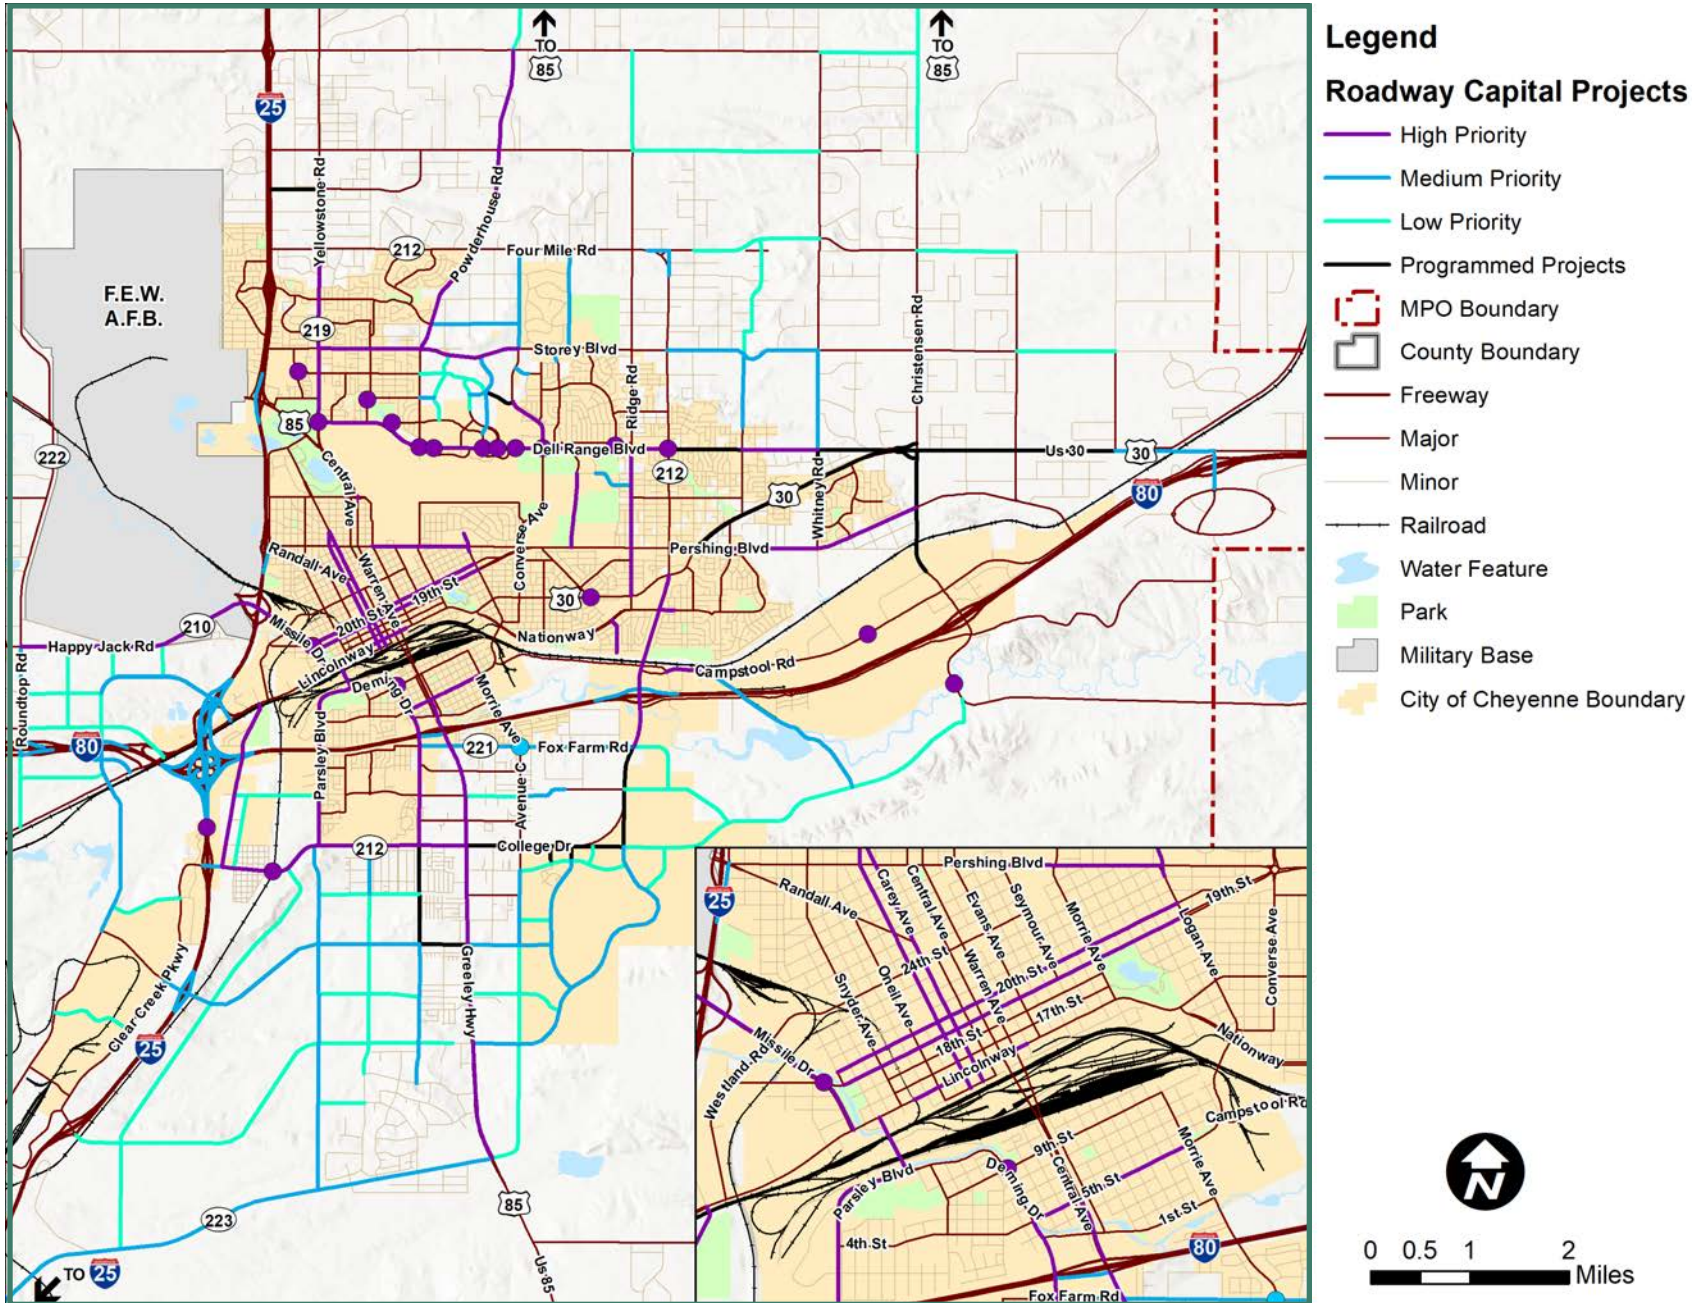 TO
85
TO
85
25
Yellowstone Rd
Powderhouse Rd
212
Four Mile Rd
F.E.W.
A.F.B.
219
Storey Blvd
Ridge Rd
Christensen Rd
85
222
Dell Range Blvd
212
Us 30
30
80
Central Ave
30
Whitney Rd
Converse Ave
Randall Ave
Warren Ave
Pershing Blvd
19th St
30
20th St
210
Missile Dr
Nationway
Happy Jack Rd
Lincolnway
Campstool Rd
Deming Dr
Morrie Ave
Roundtop Rd
Parsley Blvd
80
221
Fox Farm Rd
Avenue C
212
College Dr
Clear Creek Pkwy
Greeley Hwy
25
85
223
Us 85
TO 25
Pershing Blvd
25
Randall Ave
Carey Ave
Central Ave
Evans Ave
Seymour Ave
Morrie Ave
19th St
Logan Ave
Converse Ave
24th St
Warren Ave
20th St
Oneil Ave
Snyder Ave
17th St
18th St
Missile Dr
Westland Rd
Lincolnway
Nationway
Campstool Rd
9th St
Deming Dr
Central Ave
Morrie Ave
Parsley Blvd
5th St
1st St
4th St
80
Fox Farm Rd
Legend
Roadway Capital Projects
High Priority
Medium Priority
Low Priority
Programmed Projects
MPO Boundary
County Boundary
Freeway
Major
Minor
Railroad
Water Feature
Park
Military Base
City of Cheyenne Boundary
N
0 0.5 1 2
Miles